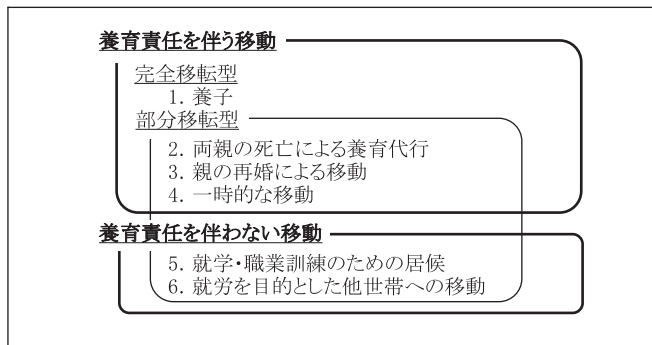 養育責任を伴う移動
完全移転型
1. 養子
部分移転型
2. 両親の死亡による養育代行
3. 親の再婚による移動
4. 一時的な移動
養育責任を伴わない移動
5. 就学・職業訓練のための居候
6. 就労を目的とした他世帯への移動